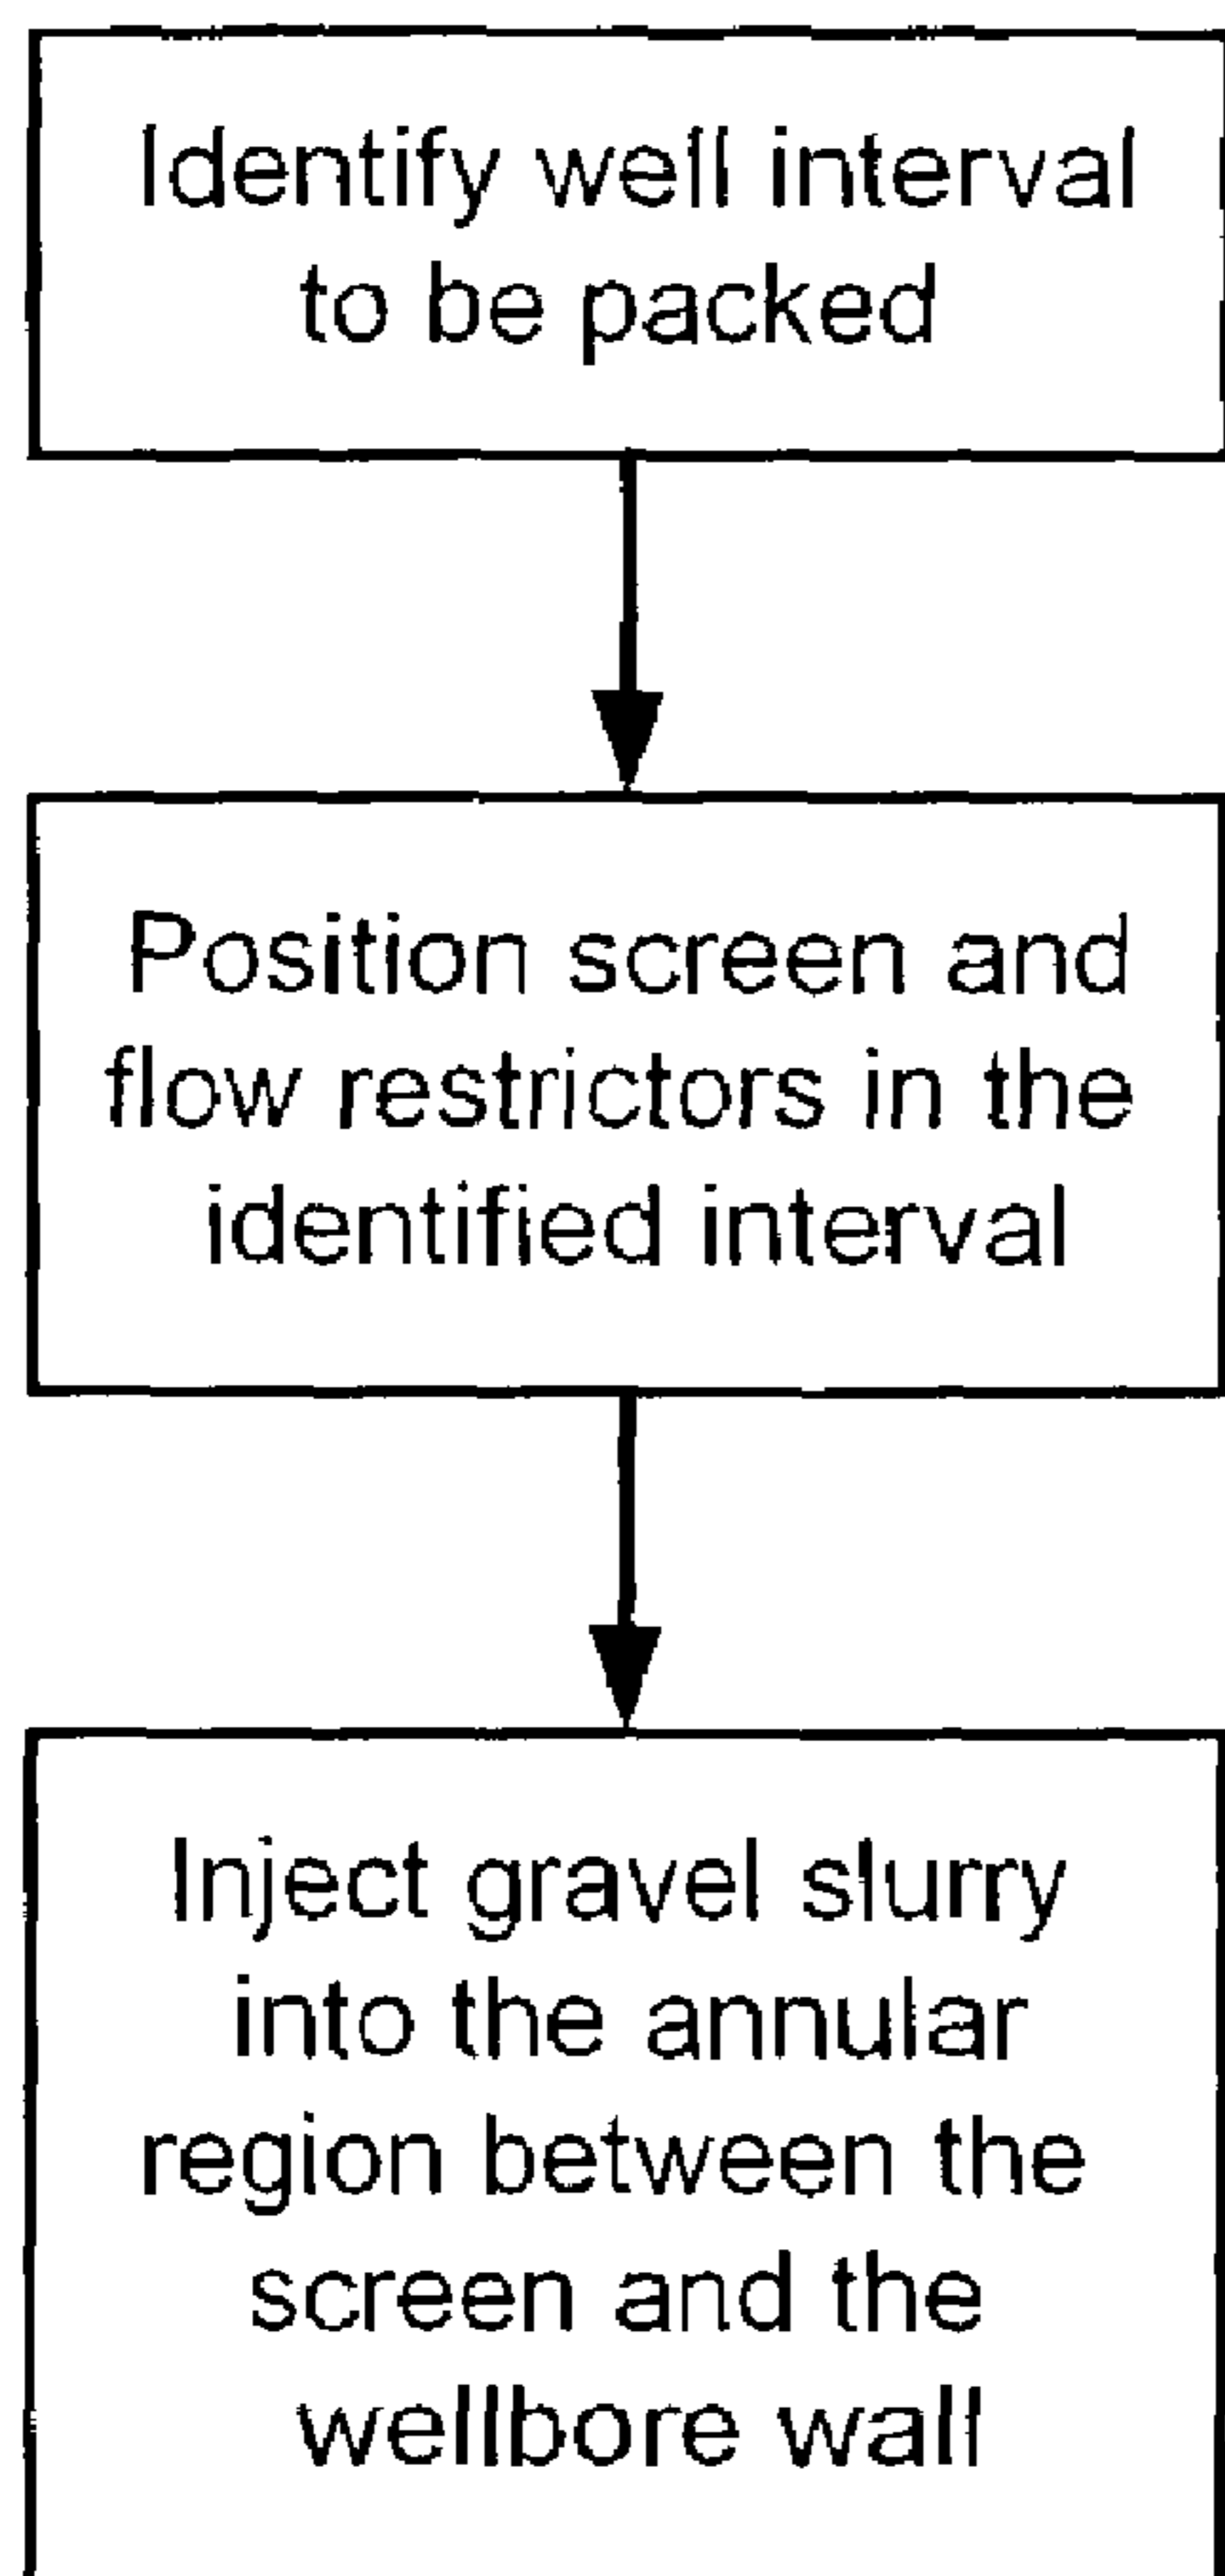 Identify well interval
to be packed
Position screen and
flow restrictors in the
identified interval
Inject gravel slurry
into the annular
region between the
screen and the
wellbore wall